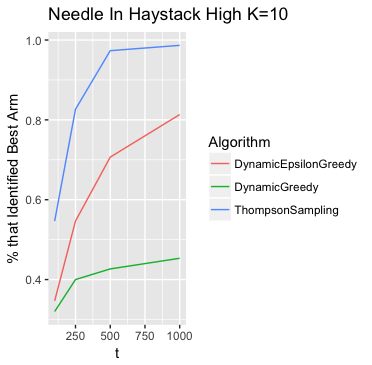 Needle In Haystack High K=10
% that Identified Best Arm
1.0
0.8
0.6
0.4
250
500
750
1000
t
Algorithm
DynamicEpsilonGreedy
DynamicGreedy
ThompsonSampling